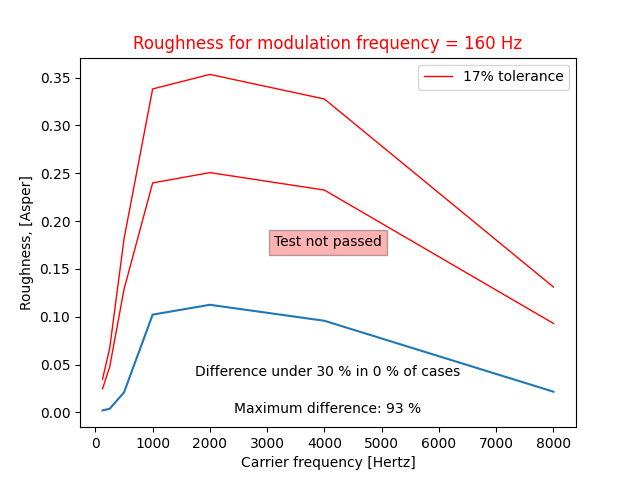 Roughness for modulation frequency = 160 Hz
17% tolerance
0.35
0.30
0.25
0.20
0.15
0.10
0.05
0.00
Roughness, [Asper]
Test not passed
Difference under 30 % in 0 % of cases
Maximum difference: 93 %
0 1000 2000 3000 4000 5000 6000 7000 8000
Carrier frequency [Hertz]